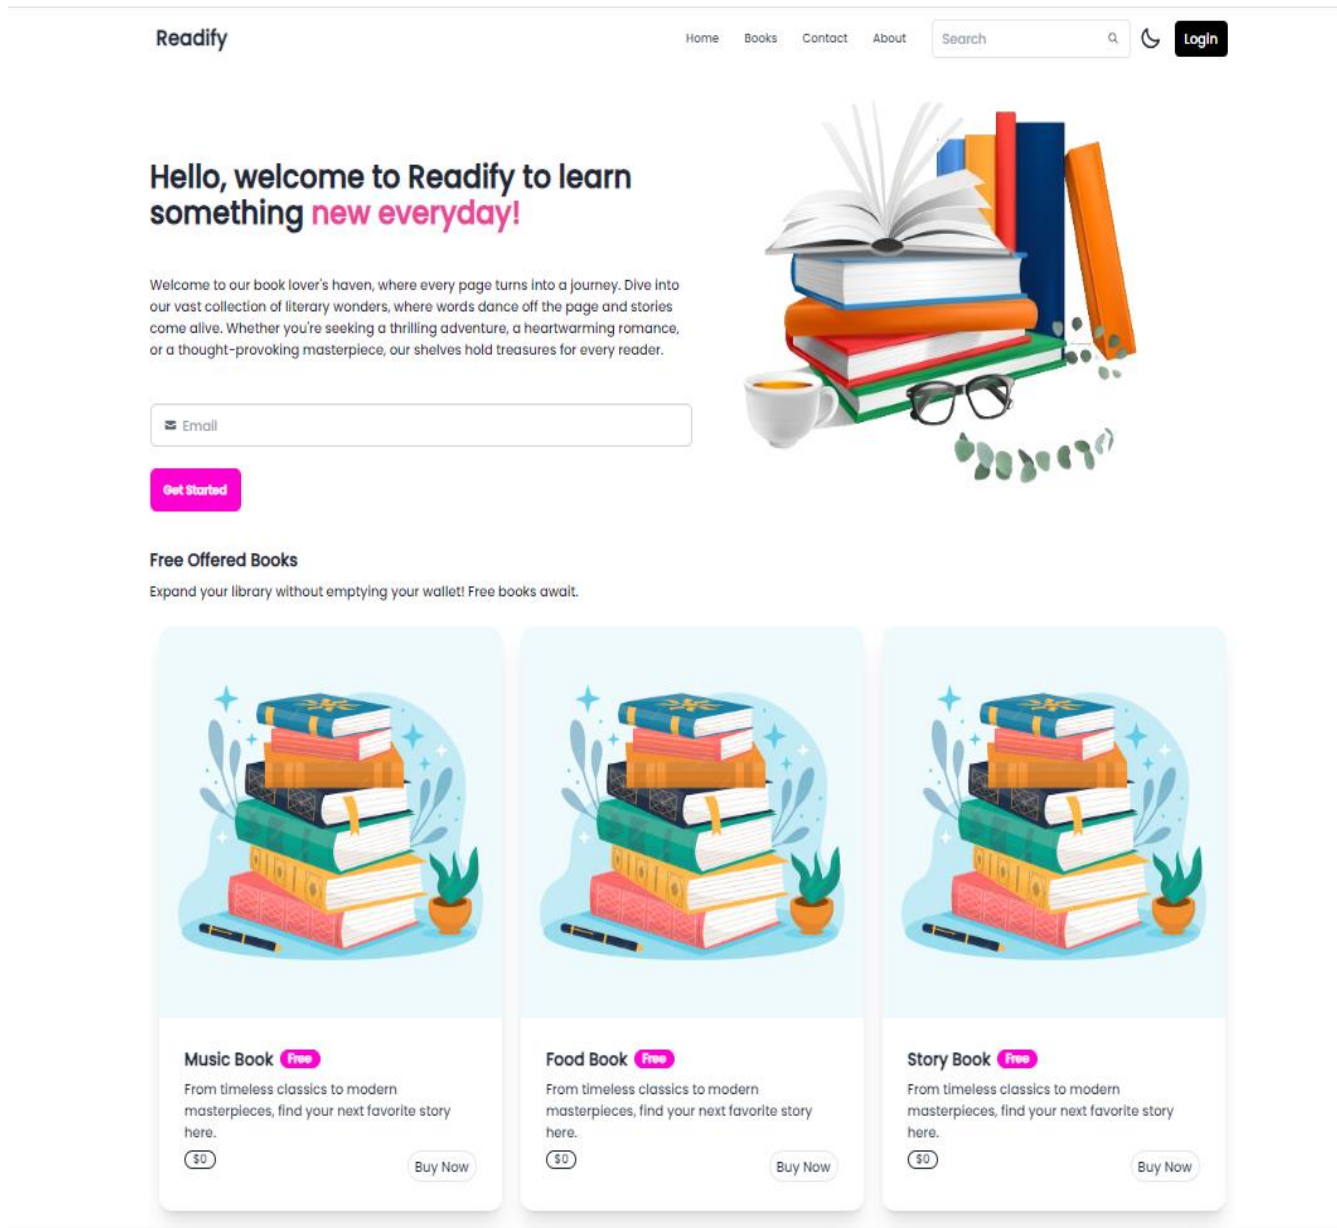 Readify
Home Books Contact About Search Login
Hello, welcome to Readify to learn
something new everyday!
Welcome to our book lover's haven, where every page turns into a journey. Dive into
our vast collection of literary wonders, where words dance off the page and stories
come alive. Whether you're seeking a thrilling adventure, a heartwarming romance,
or a thought-provoking masterpiece, our shelves hold treasures for every reader.
Email
Get Started
Free Offered Books
Expand your library without emptying your wallet! Free books await.
Music Book Free
From timeless classics to modern
masterpieces, find your next favorite story
here.
$0 Buy Now
Food Book Free
From timeless classics to modern
masterpieces, find your next favorite story
here.
$0 Buy Now
Story Book Free
From timeless classics to modern
masterpieces, find your next favorite story
here.
$0 Buy Now